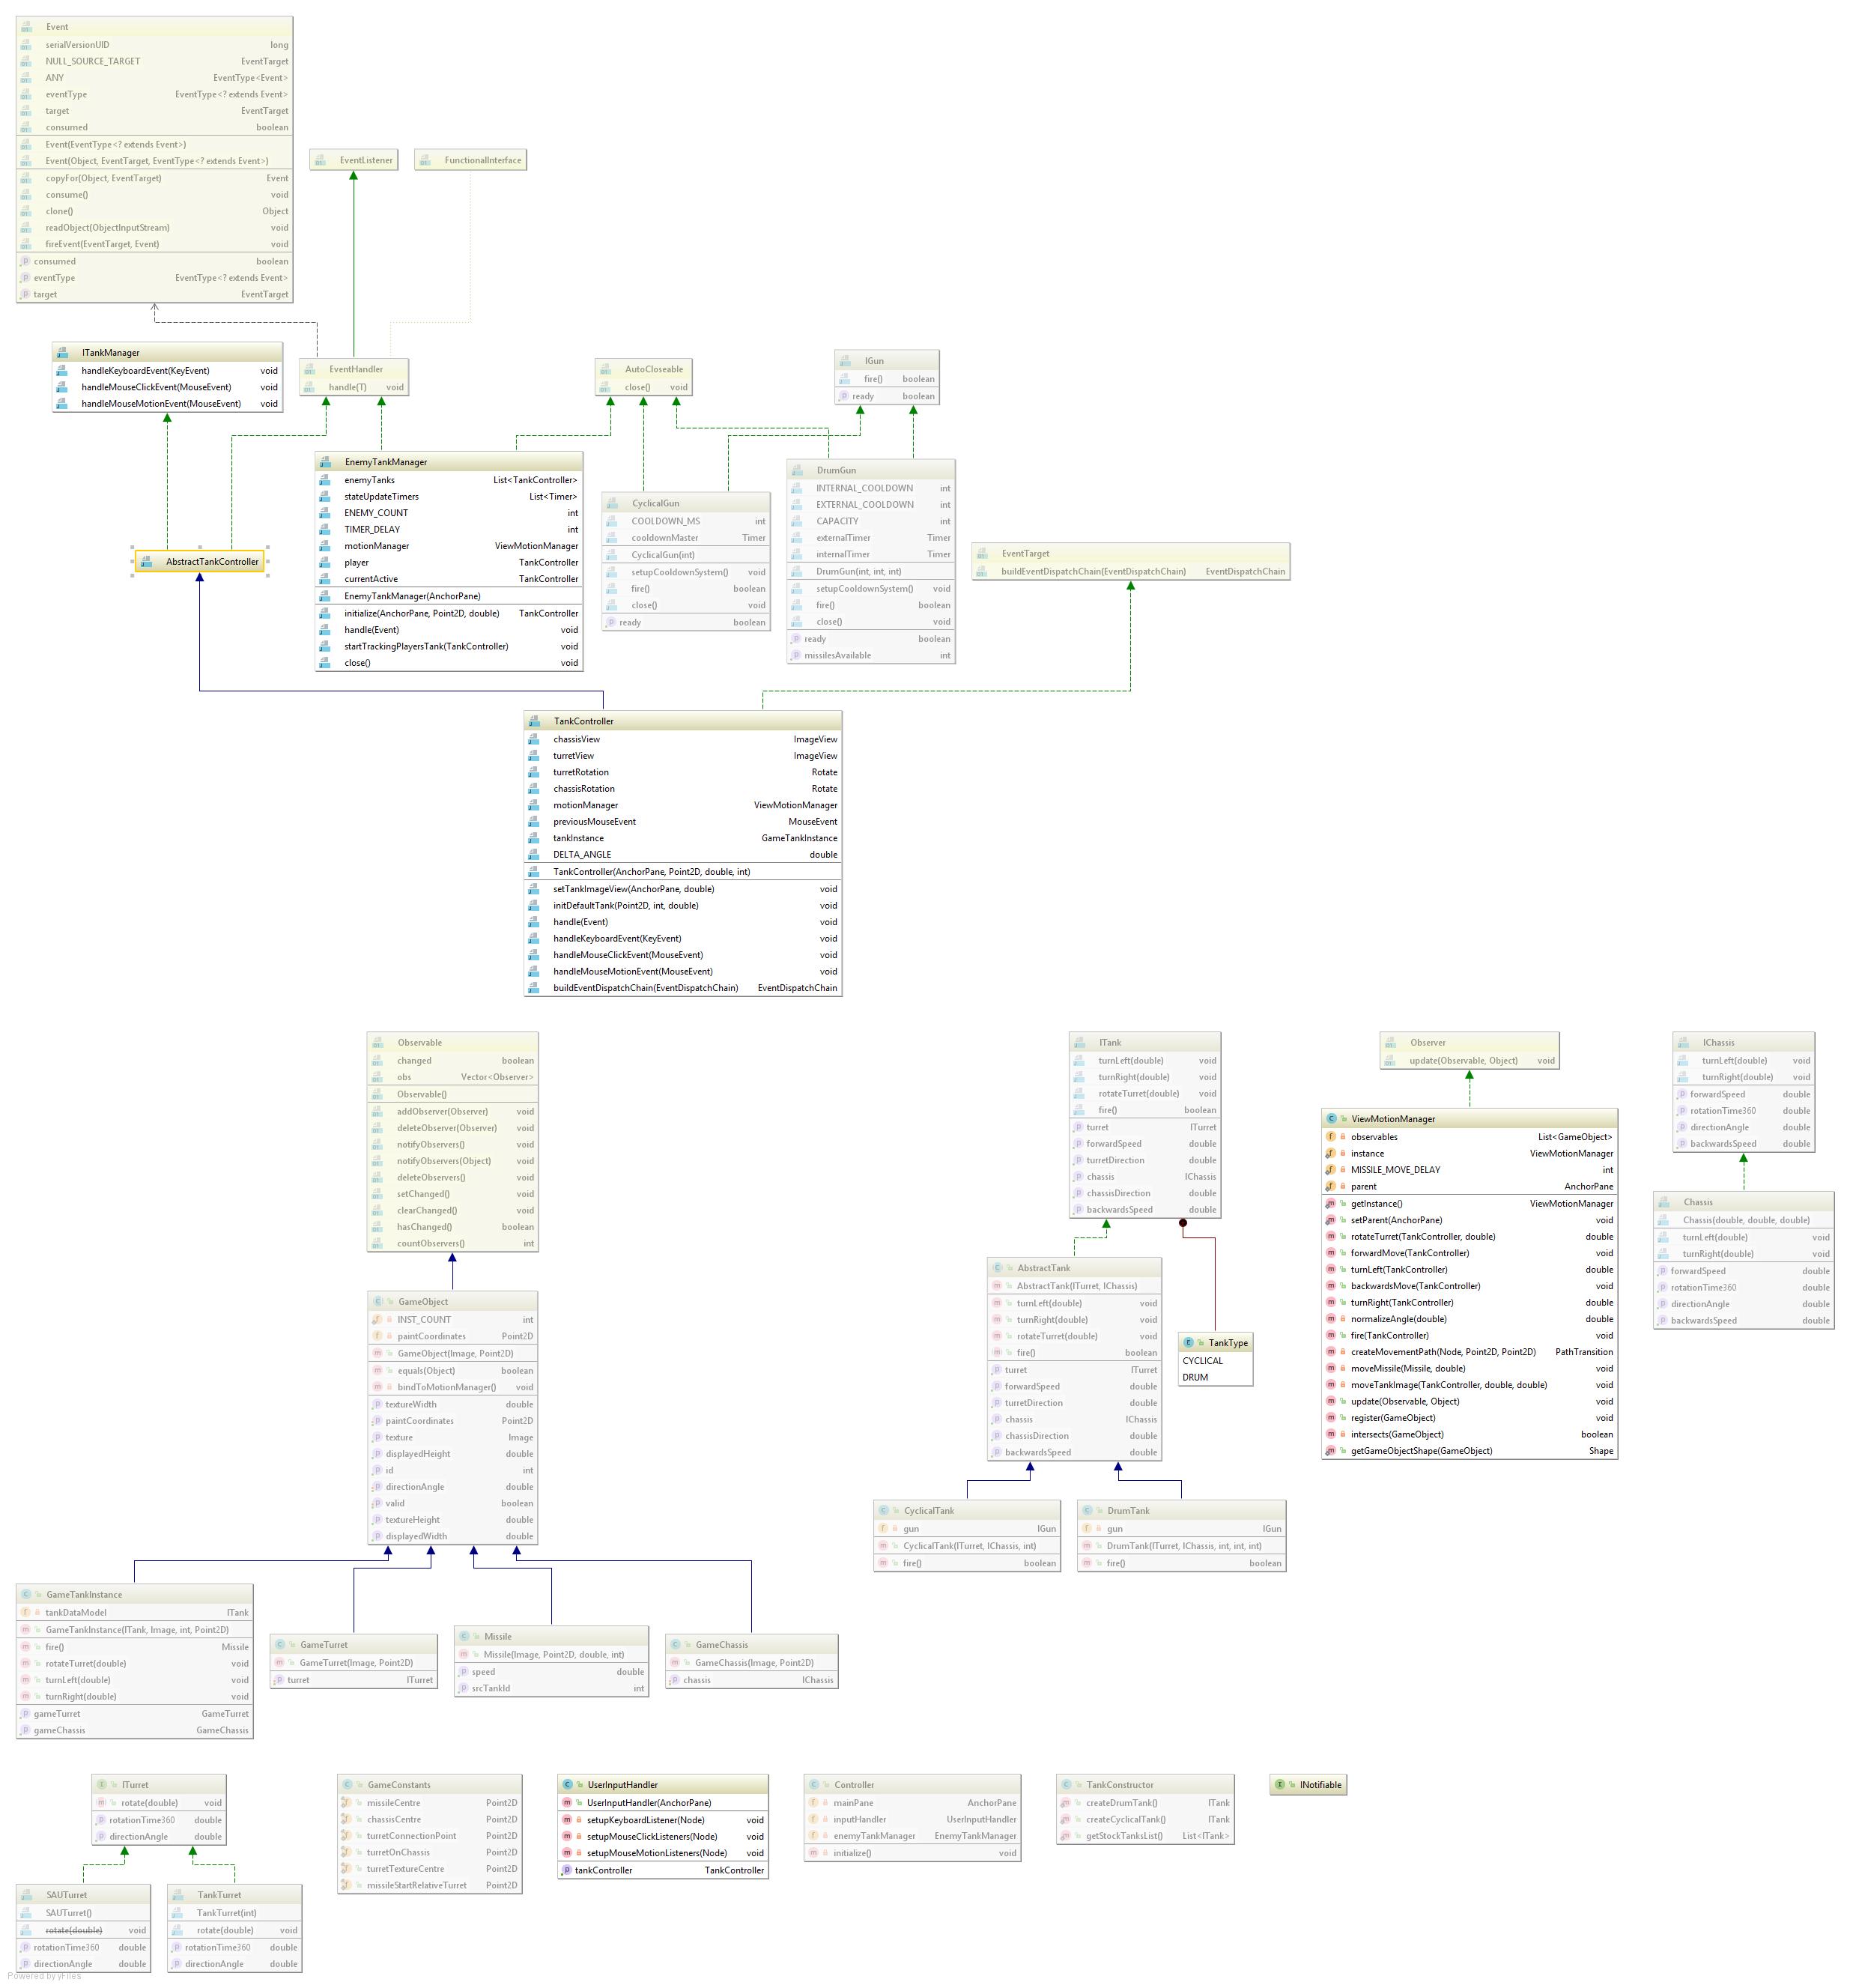 Event
serialVersionUID long
NULL_SOURCE_TARGET EventTarget
ANY EventType<Event>
eventType EventType<? extends Event>
target EventTarget
consumed boolean
Event(EventType<? extends Event>)
Event(Object, EventTarget, EventType<? extends Event>)
copyFor(Object, EventTarget) Event
consume() void
clone() Object
readObject(ObjectInputStream) void
fireEvent(EventTarget, Event) void
consumed boolean
eventType EventType<? extends Event>
target EventTarget
EventListener
FunctionalInterface
ITankManager
handleKeyboardEvent(KeyEvent) void
handleMouseClickEvent(MouseEvent) void
handleMouseMotionEvent(MouseEvent) void
EventHandler
handle(T) void
AutoCloseable
close() void
IGun
fire() boolean
ready boolean
AbstractTankController
EnemyTankManager
enemyTanks List<TankController>
stateUpdateTimers List<Timer>
ENEMY_COUNT int
TIMER_DELAY int
motionManager ViewMotionManager
player TankController
currentActive TankController
EnemyTankManager(AnchorPane)
initialize(AnchorPane, Point2D, double) TankController
handle(Event) void
startTrackingPlayersTank(TankController) void
close() void
CyclicalGun
COOLDOWN_MS int
cooldownMaster Timer
CyclicalGun(int)
setupCooldownSystem() void
fire() boolean
close() void
ready boolean
DrumGun
INTERNAL_COOLDOWN int
EXTERNAL_COOLDOWN int
CAPACITY int
externalTimer Timer
internalTimer Timer
DrumGun(int, int, int)
setupCooldownSystem() void
fire() boolean
close() void
ready boolean
missilesAvailable int
EventTarget
buildEventDispatchChain(EventDispatchChain) EventDispatchChain
TankController
chassisView ImageView
turretView ImageView
turretRotation Rotate
chassisRotation Rotate
motionManager ViewMotionManager
previousMouseEvent MouseEvent
tankInstance GameTankInstance
DELTA_ANGLE double
TankController(AnchorPane, Point2D, double, int)
setTankImageView(AnchorPane, double) void
initDefaultTank(Point2D, int, double) void
handle(Event) void
handleKeyboardEvent(KeyEvent) void
handleMouseClickEvent(MouseEvent) void
handleMouseMotionEvent(MouseEvent) void
buildEventDispatchChain(EventDispatchChain) EventDispatchChain
Observable
changed boolean
obs Vector<Observer>
Observable()
addObserver(Observer) void
deleteObserver(Observer) void
notifyObservers() void
notifyObservers(Object) void
deleteObservers() void
setChanged() void
clearChanged() void
hasChanged() boolean
countObservers() int
GameObject
INST_COUNT int
paintCoordinates Point2D
GameObject(Image, Point2D)
equals(Object) boolean
bindToMotionManager() void
textureWidth double
paintCoordinates Point2D
texture Image
displayedHeight double
id int
directionAngle double
valid boolean
textureHeight double
displayedWidth double
ITank
turnLeft(double) void
turnRight(double) void
rotateTurret(double) void
fire() boolean
turret ITurret
forwardSpeed double
turretDirection double
chassis IChassis
chassisDirection double
backwardsSpeed double
AbstractTank
AbstractTank(ITurret, IChassis)
turnLeft(double) void
turnRight(double) void
rotateTurret(double) void
fire() boolean
turret ITurret
forwardSpeed double
turretDirection double
chassis IChassis
chassisDirection double
backwardsSpeed double
TankType
CYCLICAL
DRUM
CyclicalTank
gun IGun
CyclicalTank(ITurret, IChassis, int)
fire() boolean
DrumTank
gun IGun
DrumTank(ITurret, IChassis, int, int, int)
fire() boolean
Observer
update(Observable, Object) void
ViewMotionManager
observables List<GameObject>
instance ViewMotionManager
MISSILE_MOVE_DELAY int
parent AnchorPane
getInstance() ViewMotionManager
setParent(AnchorPane) void
rotateTurret(TankController, double) double
forwardMove(TankController) void
turnLeft(TankController) double
backwardsMove(TankController) void
turnRight(TankController) double
normalizeAngle(double) double
fire(TankController) void
createMovementPath(Node, Point2D, Point2D) PathTransition
moveMissile(Missile, double) void
moveTankImage(TankController, double, double) void
update(Observable, Object) void
register(GameObject) void
intersects(GameObject) boolean
getGameObjectShape(GameObject) Shape
IChassis
turnLeft(double) void
turnRight(double) void
forwardSpeed double
rotationTime360 double
directionAngle double
backwardsSpeed double
Chassis
Chassis(double, double, double)
turnLeft(double) void
turnRight(double) void
forwardSpeed double
rotationTime360 double
directionAngle double
backwardsSpeed double
GameTankInstance
tankDataModel ITank
GameTankInstance(ITank, Image, int, Point2D)
fire() Missile
rotateTurret(double) void
turnLeft(double) void
turnRight(double) void
gameTurret GameTurret
gameChassis GameChassis
GameTurret
GameTurret(Image, Point2D)
turret ITurret
Missile
Missile(Image, Point2D, double, int)
speed double
srcTankId int
GameChassis
GameChassis(Image, Point2D)
chassis IChassis
ITurret
rotate(double) void
rotationTime360 double
directionAngle double
SAUTurret
SAUTurret()
rotate(double) void
rotationTime360 double
directionAngle double
TankTurret
TankTurret(int)
rotate(double) void
rotationTime360 double
directionAngle double
GameConstants
missileCentre Point2D
chassisCentre Point2D
turretConnectionPoint Point2D
turretOnChassis Point2D
turretTextureCentre Point2D
missileStartRelativeTurret Point2D
UserInputHandler
UserInputHandler(AnchorPane)
setupKeyboardListener(Node) void
setupMouseClickListeners(Node) void
setupMouseMotionListeners(Node) void
tankController TankController
Controller
mainPane AnchorPane
inputHandler UserInputHandler
enemyTankManager EnemyTankManager
initialize() void
TankConstructor
createDrumTank() ITank
createCyclicalTank() ITank
getStockTanksList() List<ITank>
INotifiable
Powered by yFiles